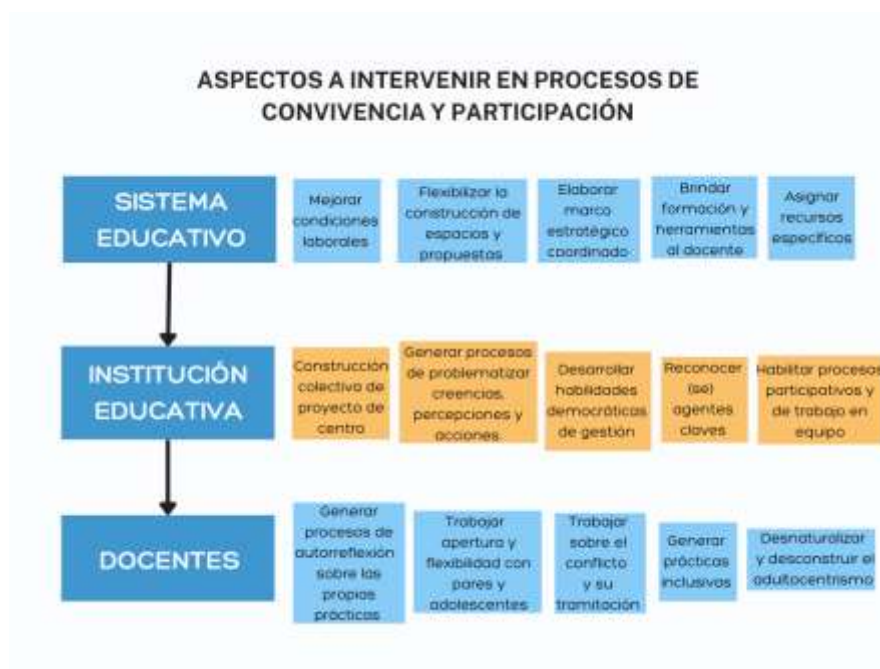 ASPECTOS A INTERVENIR EN PROCESOS DE
CONVIVENCIA Y PARTICIPACIÓN
SISTEMA
EDUCATIVO
Mejorar
condiciones
laborales
Flexibilizar la
construcción de
espacios y
propuestas
Elaborar
marco
estratégico
coordinado
Brindar
formación y
herramientas
al docente
Asignar
recursos
específicos
INSTITUCIÓN
EDUCATIVA
Construcción
colectiva de
proyecto de
centro
Generar procesos
de problematizar
creencias,
percepciones y
acciones
Desarrollar
habilidades
democráticas
de gestión
Reconocer
(se)
agentes
claves
Habilitar procesos
participativos y
de trabajo en
equipo
DOCENTES
Generar
procesos de
autorreflexión
sobre las
propias
prácticas
Trabajar
apertura y
flexibilidad con
pares y
adolescentes
Trabajar
sobre el
conflicto
y su
tramitación
Generar
prácticas
inclusivas
Desnaturalizar
y desconstruir el
adultocentrismo